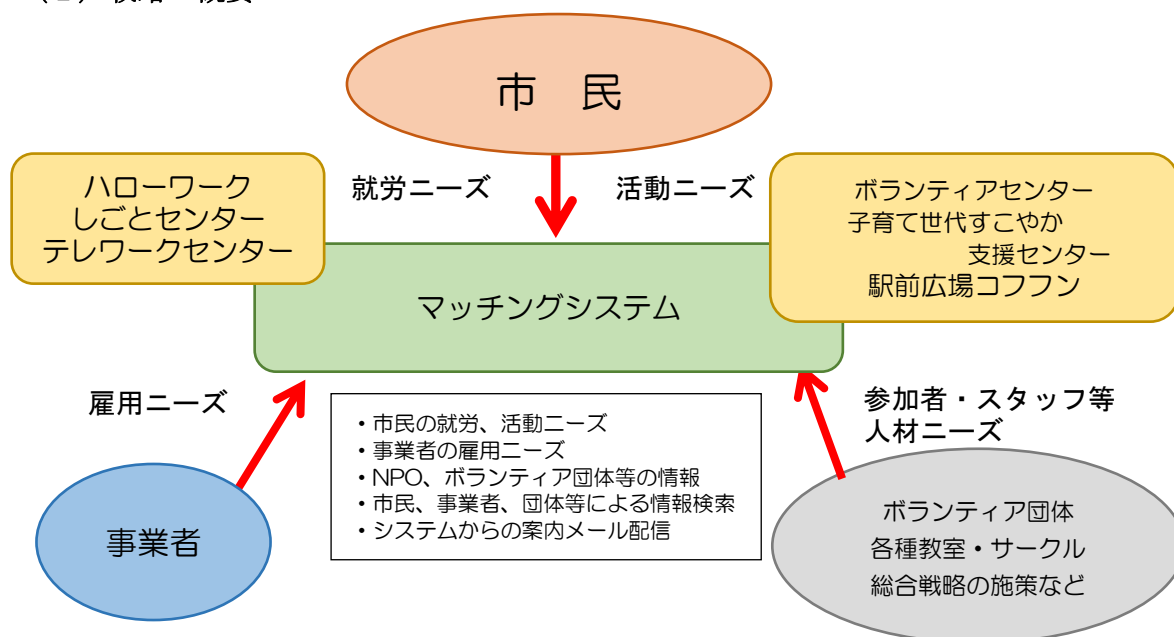 市　民
ハローワーク
しごとセンター
テレワークセンター
就労ニーズ
活動ニーズ
ボランティアセンター
子育て世代すこやか
支援センター
駅前広場コフフン
マッチングシステム
雇用ニーズ
・市民の就労、活動ニーズ
・事業者の雇用ニーズ
・NPO、ボランティア団体等の情報
・市民、事業者、団体等による情報検索
・システムからの案内メール配信
参加者・スタッフ等
人材ニーズ
事業者
ボランティア団体
各種教室・サークル
総合戦略の施策など